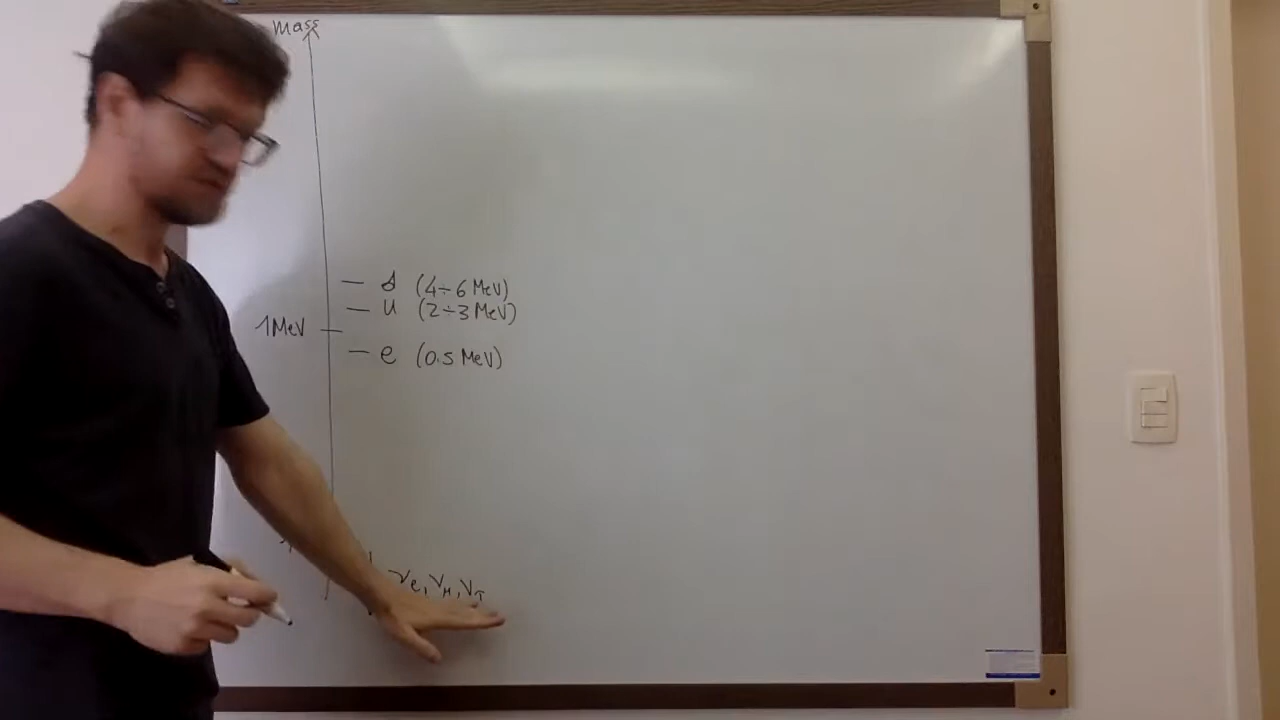 mass
d (4÷6 MeV)
u (2÷3 MeV)
1MeV
e (0.5 MeV)
νe, νμ, ντ